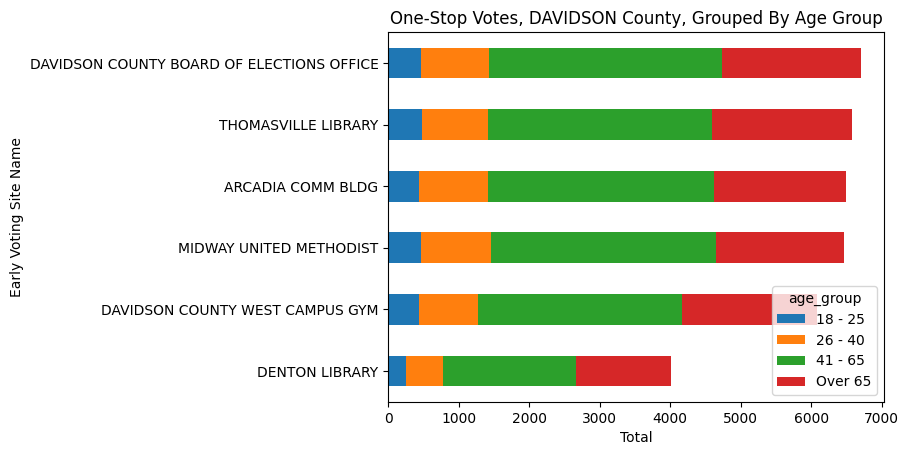 One-Stop Votes, DAVIDSON County, Grouped By Age Group
Early Voting Site Name
DAVIDSON COUNTY BOARD OF ELECTIONS OFFICE
THOMASVILLE LIBRARY
ARCADIA COMM BLDG
MIDWAY UNITED METHODIST
DAVIDSON COUNTY WEST CAMPUS GYM
DENTON LIBRARY
age_group
18 - 25
26 - 40
41 - 65
Over 65
0 1000 2000 3000 4000 5000 6000 7000
Total